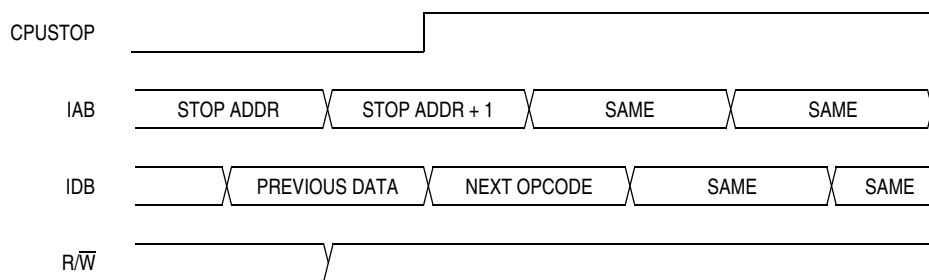 CPUSTOP
IAB STOP ADDR STOP ADDR + 1 SAME SAME
IDB PREVIOUS DATA NEXT OPCODE SAME SAME
R/W̅